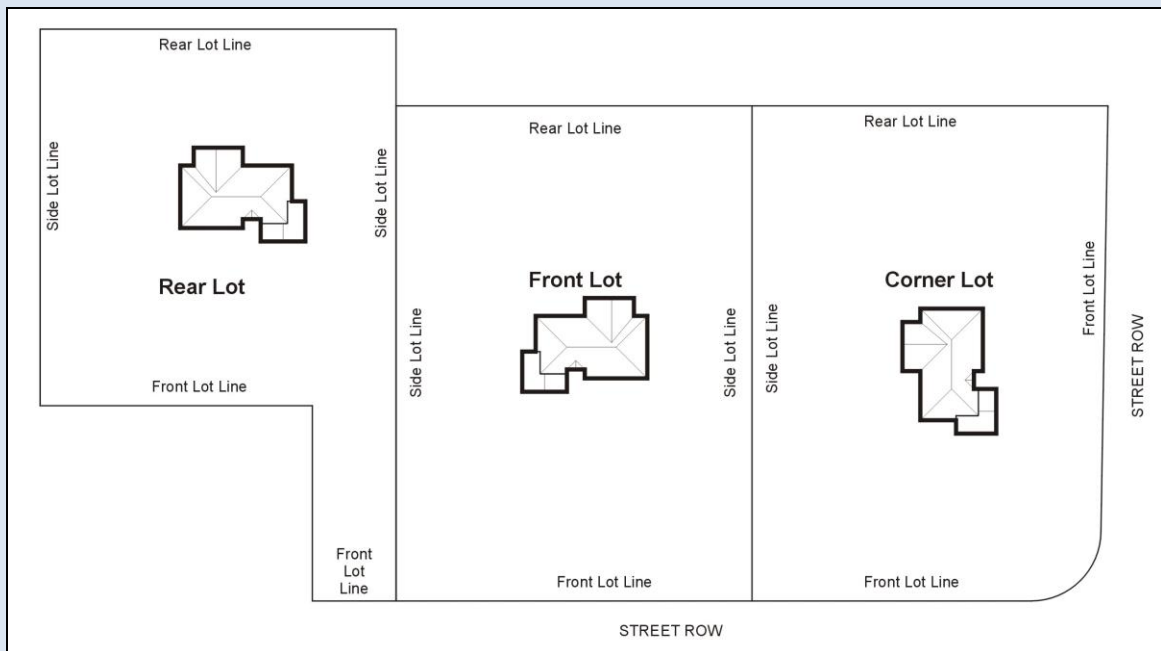 Rear Lot Line
Side Lot Line
Side Lot Line
Rear Lot
Front Lot Line
Front
Lot
Line
Rear Lot Line
Side Lot Line
Side Lot Line
Front Lot
Front Lot Line
Rear Lot Line
Side Lot Line
Front Lot Line
Corner Lot
Front Lot Line
STREET ROW
STREET ROW